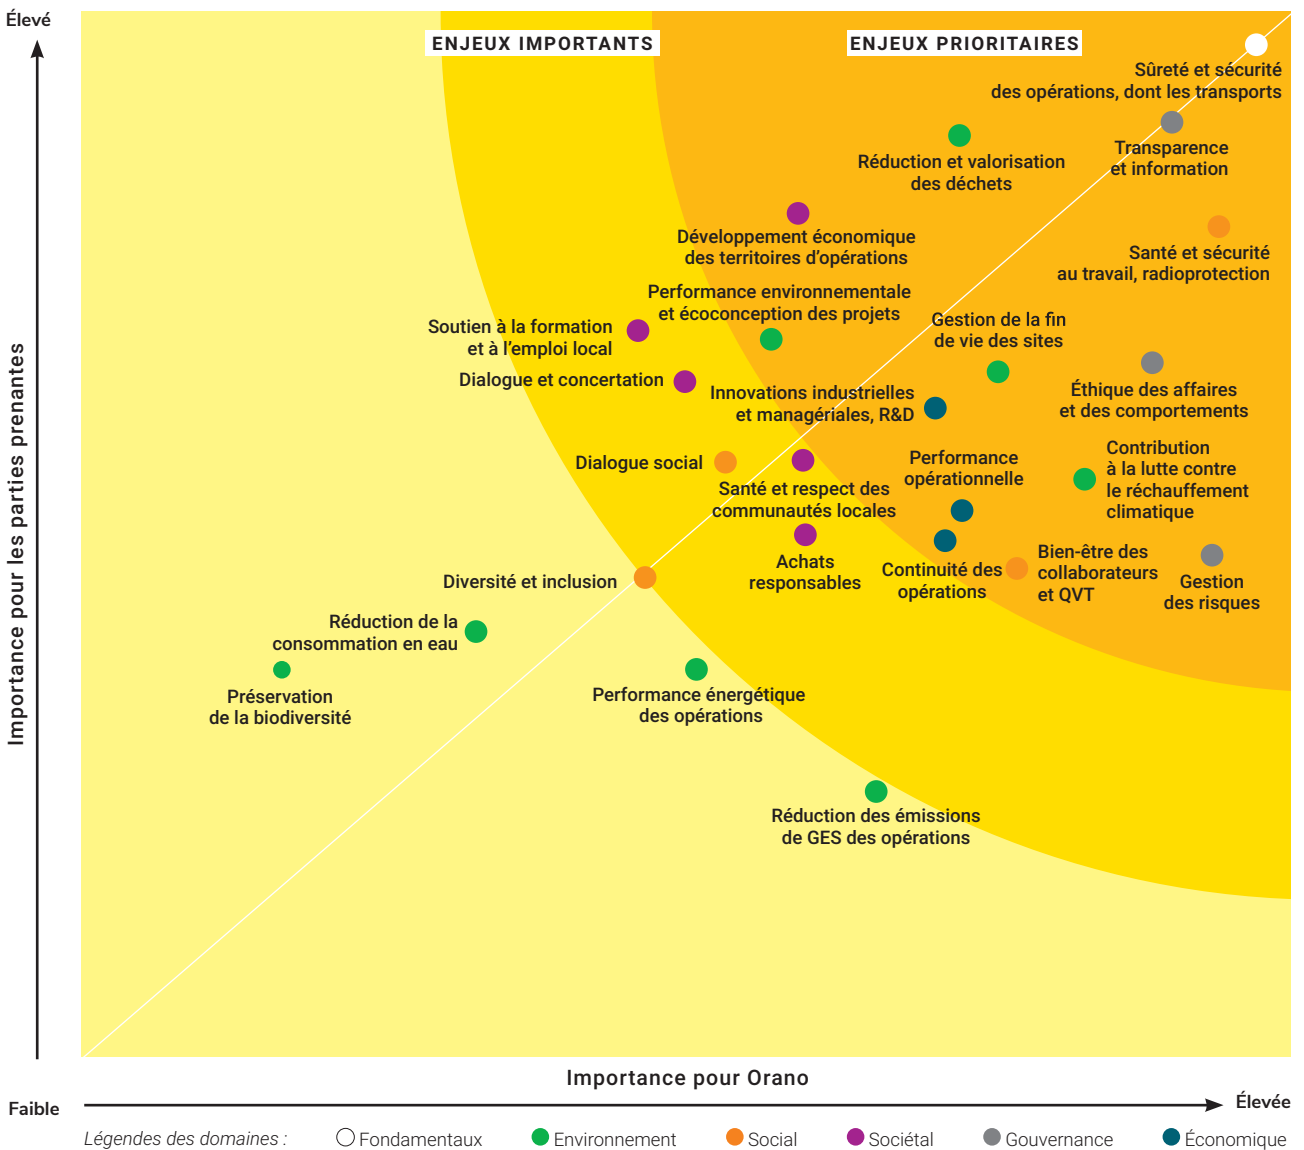 Élevé
ENJEUX IMPORTANTS
ENJEUX PRIORITAIRES
Sûreté et sécurité
des opérations, dont les transports
Transparence
et information
Réduction et valorisation
des déchets
Développement économique
des territoires d'opérations
Santé et sécurité
au travail, radioprotection
Performance environnementale
et écoconception des projets
Soutien à la formation
et à l'emploi local
Gestion de la fin
de vie des sites
Dialogue et concertation
Innovations industrielles
et managériales, R&D
Éthique des affaires
et des comportements
Dialogue social
Santé et respect des
communautés locales
Performance
opérationnelle
Contribution
à la lutte contre
le réchauffement
climatique
Achats
responsables
Continuité des
opérations
Bien-être des
collaborateurs
et QVT
Gestion
des risques
Diversité et inclusion
Réduction de la
consommation en eau
Préservation
de la biodiversité
Performance énergétique
des opérations
Réduction des émissions
de GES des opérations
Importance pour les parties prenantes
Importance pour Orano
Faible
Élevée
Légendes des domaines :
Fondamentaux
Environnement
Social
Sociétal
Gouvernance
Économique